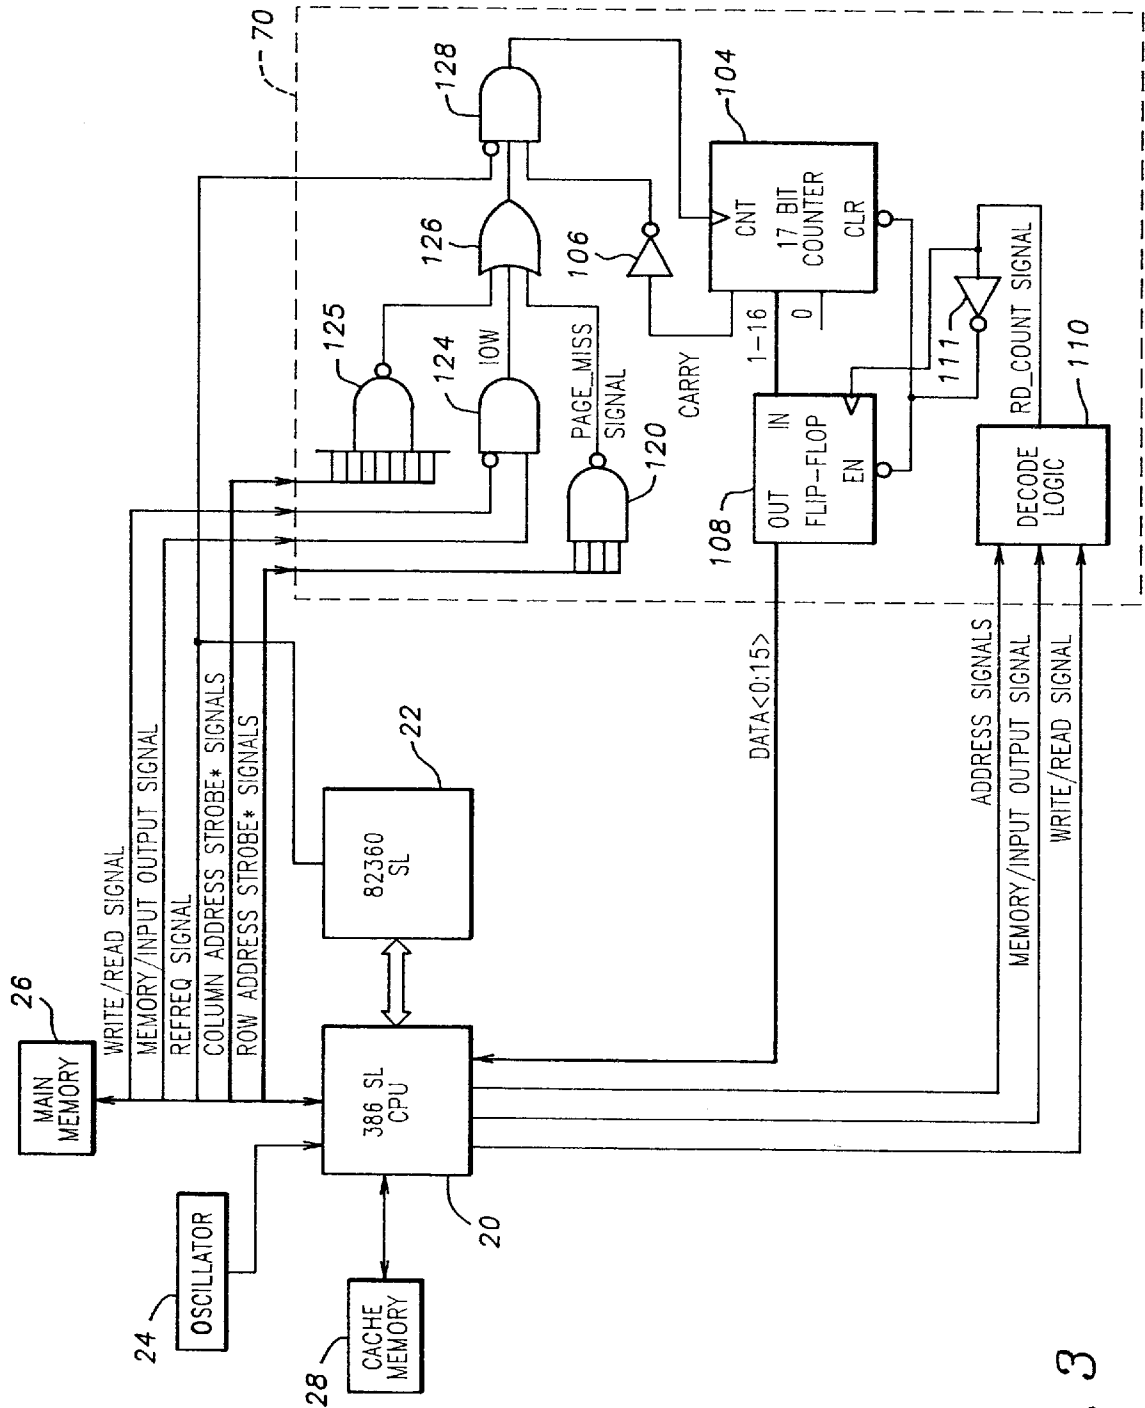 70
26
MAIN
MEMORY
WRITE/READ SIGNAL
MEMORY/INPUT OUTPUT SIGNAL
REFREQ SIGNAL
COLUMN ADDRESS STROBE* SIGNALS
ROW ADDRESS STROBE* SIGNALS
24
OSCILLATOR
28
CACHE
MEMORY
20
386 SL
CPU
22
82360
SL
125
128
126
124
IOW
PAGE_MISS
SIGNAL
120
106
CARRY
104
CNT
17 BIT
COUNTER
CLR
1-16
0
108
OUT IN
FLIP-FLOP
EN
111
RD_COUNT SIGNAL
110
DECODE
LOGIC
DATA<0:15>
ADDRESS SIGNALS
MEMORY/INPUT OUTPUT SIGNAL
WRITE/READ SIGNAL
3